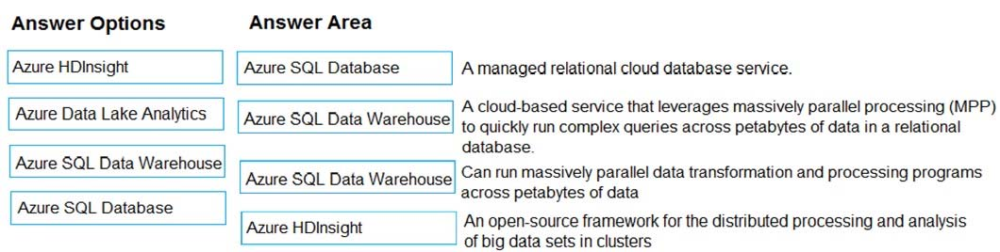 Answer Options
Answer Area
Azure HDInsight
Azure SQL Database
A managed relational cloud database service.
Azure Data Lake Analytics
Azure SQL Data Warehouse
A cloud-based service that leverages massively parallel processing (MPP)
to quickly run complex queries across petabytes of data in a relational
database.
Azure SQL Data Warehouse
Azure SQL Data Warehouse
Can run massively parallel data transformation and processing programs
across petabytes of data
Azure SQL Database
Azure HDInsight
An open-source framework for the distributed processing and analysis
of big data sets in clusters